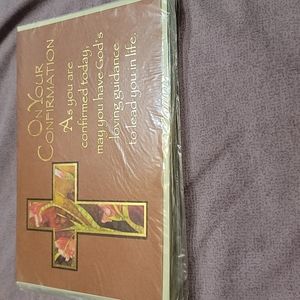 ON YOUR
CONFIRMATION
As you are
confirmed today,
may you have God's
loving guidance
to lead you in life.